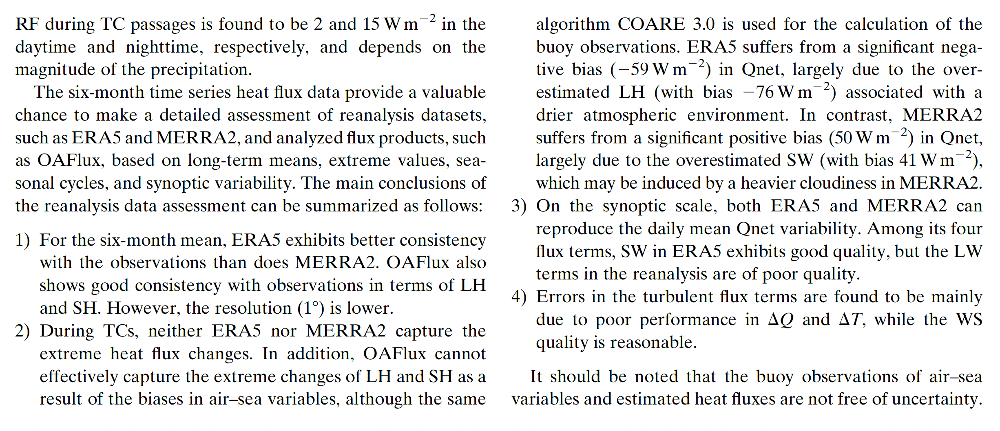 RF during TC passages is found to be 2 and 15 W m−2 in the
daytime and nighttime, respectively, and depends on the
magnitude of the precipitation.
The six-month time series heat flux data provide a valuable
chance to make a detailed assessment of reanalysis datasets,
such as ERA5 and MERRA2, and analyzed flux products, such
as OAFlux, based on long-term means, extreme values, sea-
sonal cycles, and synoptic variability. The main conclusions of
the reanalysis data assessment can be summarized as follows:
1) For the six-month mean, ERA5 exhibits better consistency
with the observations than does MERRA2. OAFlux also
shows good consistency with observations in terms of LH
and SH. However, the resolution (1°) is lower.
2) During TCs, neither ERA5 nor MERRA2 capture the
extreme heat flux changes. In addition, OAFlux cannot
effectively capture the extreme changes of LH and SH as a
result of the biases in air–sea variables, although the same
algorithm COARE 3.0 is used for the calculation of the
buoy observations. ERA5 suffers from a significant nega-
tive bias (−59 W m−2) in Qnet, largely due to the over-
estimated LH (with bias −76 W m−2) associated with a
drier atmospheric environment. In contrast, MERRA2
suffers from a significant positive bias (50 W m−2) in Qnet,
largely due to the overestimated SW (with bias 41 W m−2),
which may be induced by a heavier cloudiness in MERRA2.
3) On the synoptic scale, both ERA5 and MERRA2 can
reproduce the daily mean Qnet variability. Among its four
flux terms, SW in ERA5 exhibits good quality, but the LW
terms in the reanalysis are of poor quality.
4) Errors in the turbulent flux terms are found to be mainly
due to poor performance in ΔQ and ΔT, while the WS
quality is reasonable.
It should be noted that the buoy observations of air–sea
variables and estimated heat fluxes are not free of uncertainty.